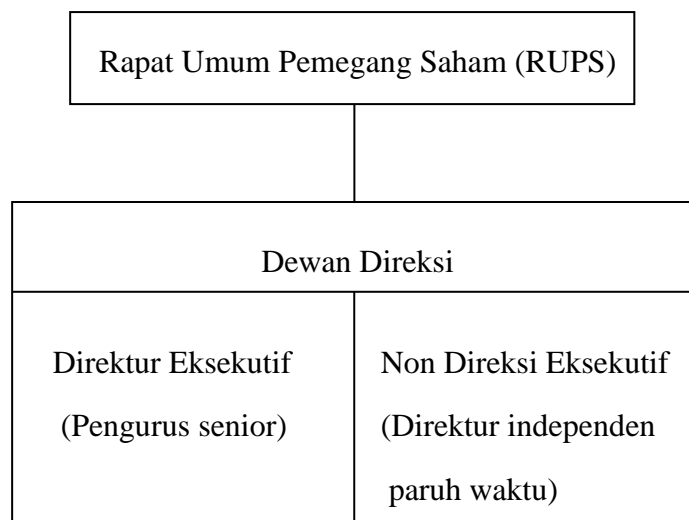 Rapat Umum Pemegang Saham (RUPS)
Dewan Direksi
Direktur Eksekutif
(Pengurus senior)
Non Direksi Eksekutif
(Direktur independen
paruh waktu)